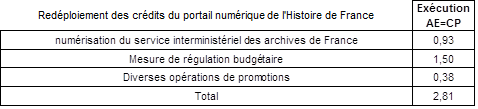 Redéploiement des crédits du portail numérique de l'Histoire de France
Exécution
AE=CP
numérisation du service interministériel des archives de France 0,93
Mesure de régulation budgétaire 1,50
Diverses opérations de promotions 0,38
Total 2,81